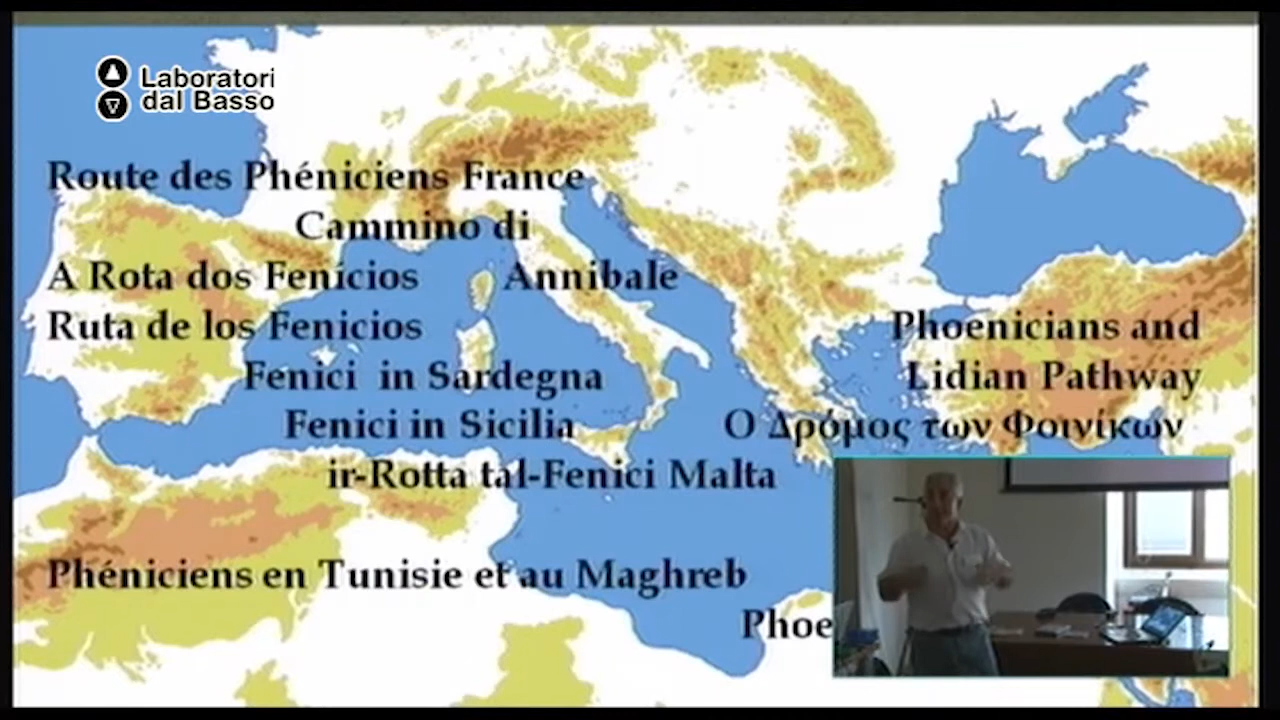 Laboratori
dal Basso
Route des Phéniciens France
Cammino di
A Rota dos Fenícios Annibale
Ruta de los Fenicios
Phoenicians and
Fenici in Sardegna
Lidian Pathway
Fenici in Sicilia
Ο Δρόμος των Φοινίκων
ir-Rotta tal-Fenici Malta
Phéniciens en Tunisie et au Maghreb